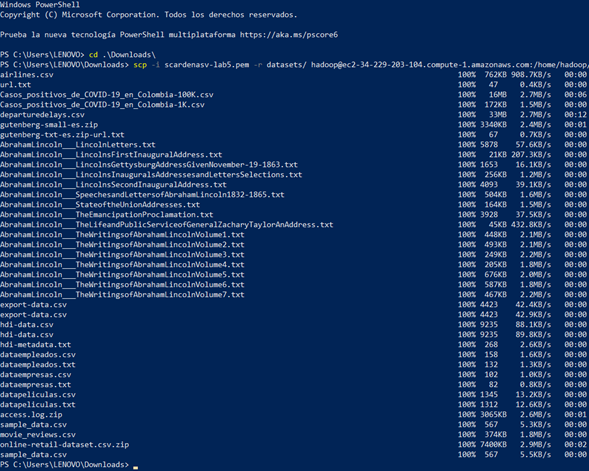 Windows PowerShell
Copyright (C) Microsoft Corporation. Todos los derechos reservados.
Prueba la nueva tecnología PowerShell multiplataforma https://aka.ms/pscore6
PS C:\Users\LENOVO> cd .\Downloads\
PS C:\Users\LENOVO\Downloads> scp -i scardenasv-lab5.pem -r datasets/ hadoop@ec2-34-229-203-104.compute-1.amazonaws.com:/home/hadoop/
airlines.csv 100% 762KB 908.7KB/s 00:00
url.txt 100% 47 0.4KB/s 00:00
Casos_positivos_de_COVID-19_en_Colombia-100K.csv 100% 16MB 2.7MB/s 00:06
Casos_positivos_de_COVID-19_en_Colombia-1K.csv 100% 172KB 1.5MB/s 00:00
departuredelays.csv 100% 33MB 2.7MB/s 00:12
gutenberg-small-es.zip 100% 3340KB 2.4MB/s 00:01
gutenberg-txt-es.zip-url.txt 100% 67 0.7KB/s 00:00
AbrahamLincoln___LincolnLetters.txt 100% 5878 57.6KB/s 00:00
AbrahamLincoln___LincolnsFirstInauguralAddress.txt 100% 21KB 207.3KB/s 00:00
AbrahamLincoln___LincolnsGettysburgAddressGivenNovember-19-1863.txt 100% 1653 16.1KB/s 00:00
AbrahamLincoln___LincolnsInauguralsAddressesandLettersSelections.txt 100% 256KB 1.2MB/s 00:00
AbrahamLincoln___LincolnsSecondInauguralAddress.txt 100% 4093 39.1KB/s 00:00
AbrahamLincoln___SpeechesandLettersofAbrahamLincoln1832-1865.txt 100% 504KB 1.6MB/s 00:00
AbrahamLincoln___StateoftheUnionAddresses.txt 100% 164KB 1.5MB/s 00:00
AbrahamLincoln___TheEmancipationProclamation.txt 100% 3928 37.5KB/s 00:00
AbrahamLincoln___TheLifeandPublicServiceofGeneralZacharyTaylorAnAddress.txt 100% 45KB 432.8KB/s 00:00
AbrahamLincoln___TheWritingsofAbrahamLincolnVolume1.txt 100% 448KB 2.1MB/s 00:00
AbrahamLincoln___TheWritingsofAbrahamLincolnVolume2.txt 100% 493KB 2.1MB/s 00:00
AbrahamLincoln___TheWritingsofAbrahamLincolnVolume3.txt 100% 249KB 2.2MB/s 00:00
AbrahamLincoln___TheWritingsofAbrahamLincolnVolume4.txt 100% 205KB 1.8MB/s 00:00
AbrahamLincoln___TheWritingsofAbrahamLincolnVolume5.txt 100% 676KB 2.0MB/s 00:00
AbrahamLincoln___TheWritingsofAbrahamLincolnVolume6.txt 100% 587KB 1.8MB/s 00:00
AbrahamLincoln___TheWritingsofAbrahamLincolnVolume7.txt 100% 467KB 2.2MB/s 00:00
export-data.csv 100% 4423 42.4KB/s 00:00
export-data.csv 100% 4423 42.9KB/s 00:00
hdi-data.csv 100% 9235 88.1KB/s 00:00
hdi-data.csv 100% 9235 89.8KB/s 00:00
hdi-metadata.txt 100% 268 2.6KB/s 00:00
dataempleados.csv 100% 158 1.6KB/s 00:00
dataempleados.txt 100% 132 1.3KB/s 00:00
dataempresas.csv 100% 102 1.0KB/s 00:00
dataempresas.txt 100% 82 0.8KB/s 00:00
datapeliculas.csv 100% 1345 13.2KB/s 00:00
datapeliculas.txt 100% 1312 12.6KB/s 00:00
access.log.zip 100% 3065KB 2.6MB/s 00:01
sample_data.csv 100% 567 5.3KB/s 00:00
movie_reviews.csv 100% 374KB 1.8MB/s 00:00
online-retail-dataset.csv.zip 100% 7400KB 2.9MB/s 00:02
sample_data.csv 100% 567 5.5KB/s 00:00
PS C:\Users\LENOVO\Downloads>